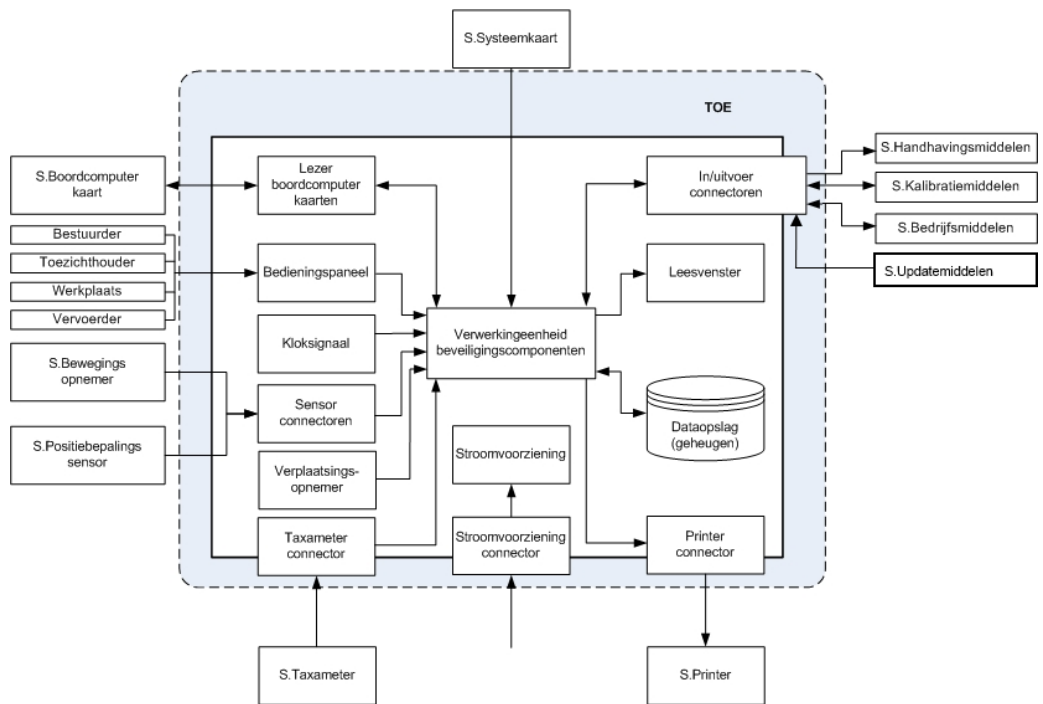 S.Systeemkaart
TOE
S.Boordcomputer
kaart
Lezer
boordcomputer
kaarten
In/uitvoer
connectoren
S.Handhavingsmiddelen
S.Kalibratiemiddelen
S.Bedrijfsmiddelen
S.Updatemiddelen
Bestuurder
Toezichthouder
Werkplaats
Vervoerder
Bedieningspaneel
Leesvenster
Kloksignaal
Verwerkingeenheid
beveiligingscomponenten
S.Bewegings
opnemer
Sensor
connectoren
S.Positiebepalings
sensor
Dataopslag
(geheugen)
Stroomvoorziening
Verplaatsings-
opnemer
Taxameter
connector
Stroomvoorziening
connector
Printer
connector
S.Taxameter
S.Printer